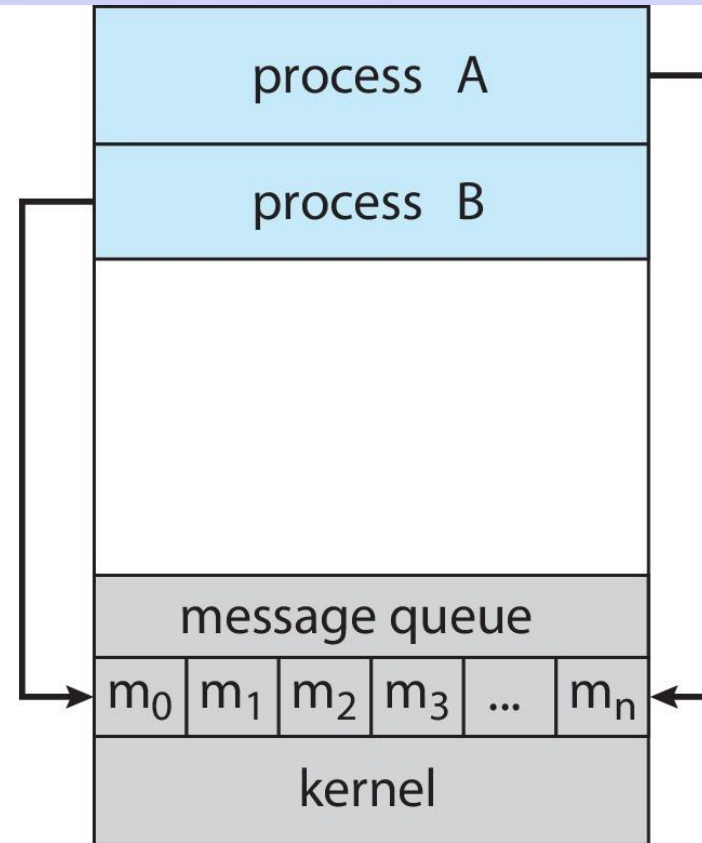 process A
process B
message queue
m₀ m₁ m₂ m₃ ... mₙ
kernel